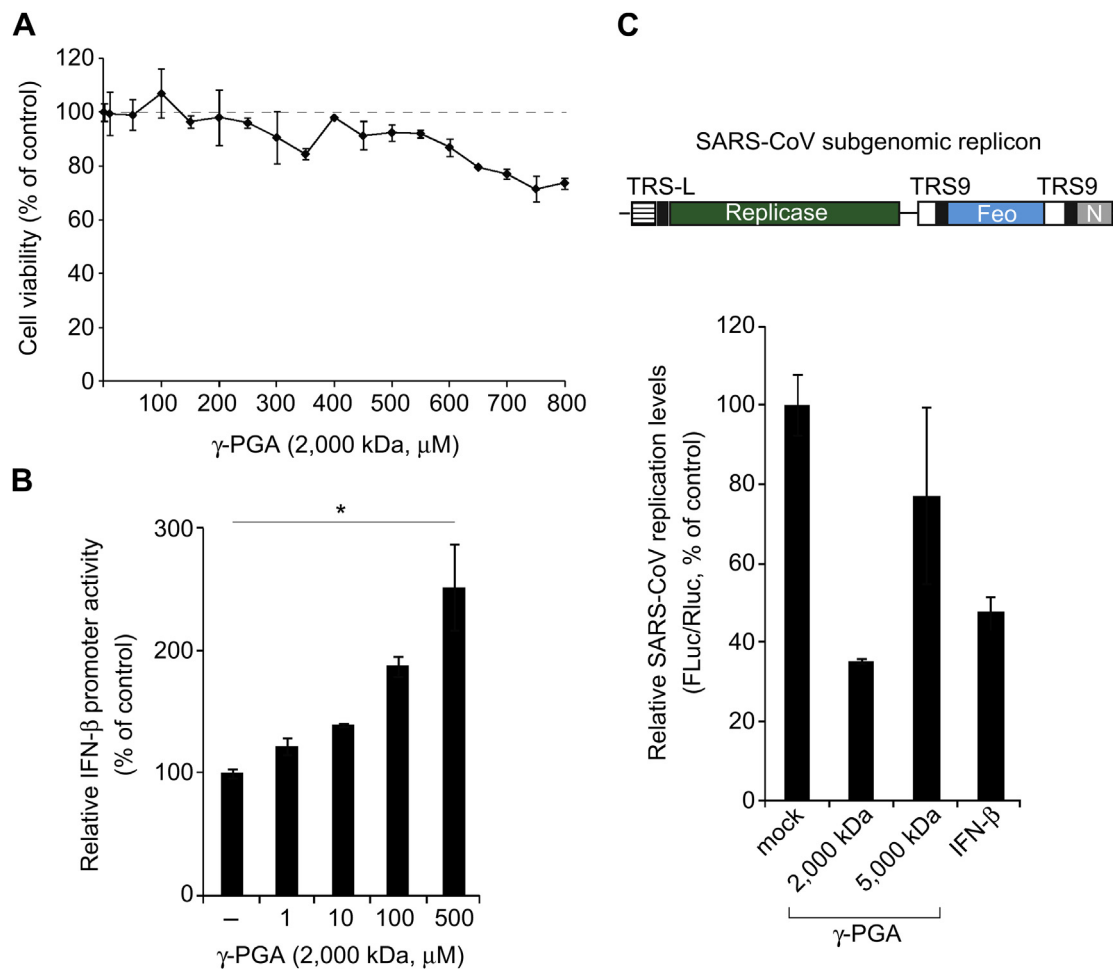 A
Cell viability (% of control)
120
100
80
60
40
20
0
100 200 300 400 500 600 700 800
γ-PGA (2,000 kDa, μM)
B
Relative IFN-β promoter activity
(% of control)
*
300
200
100
0
– 1 10 100 500
γ-PGA (2,000 kDa, μM)
C
SARS-CoV subgenomic replicon
TRS-L TRS9 TRS9
Replicase Feo N
Relative SARS-CoV replication levels
(FLuc/Rluc, % of control)
120
100
80
60
40
20
0
mock 2,000 kDa 5,000 kDa IFN-β
γ-PGA